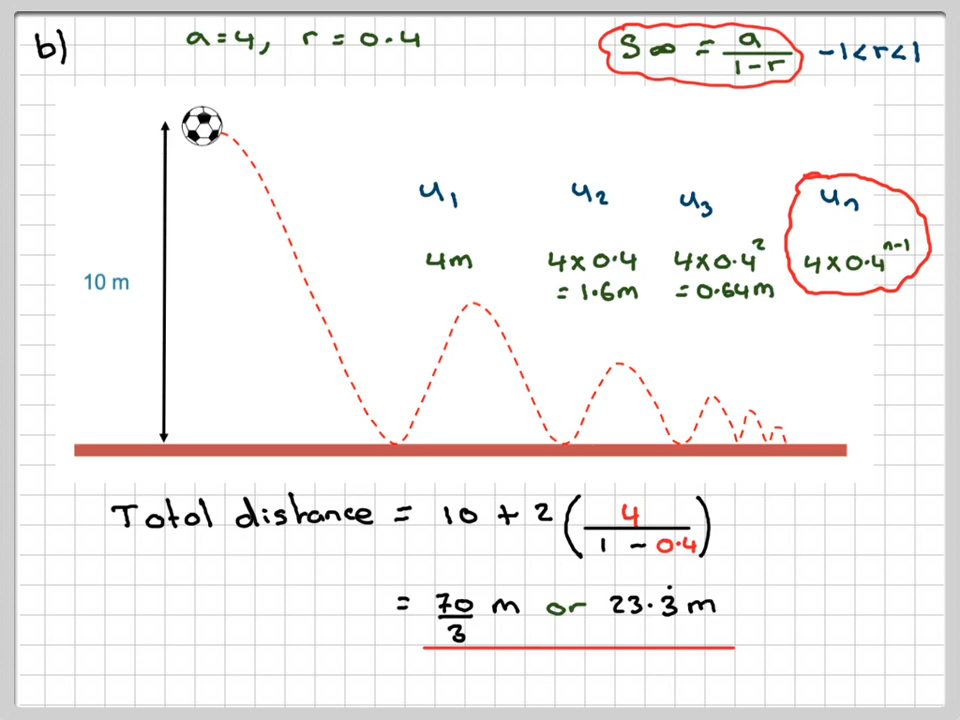 b) a = 4, r = 0.4 S∞ = a/(1 - r) -1 < r < 1
u₁ u₂ u₃ uₙ
4m 4 × 0.4 4 × 0.4² 4 × 0.4ⁿ⁻¹
= 1.6m = 0.64m
10 m
Total distance = 10 + 2(4/(1 - 0.4))
= 70/3 m or 23.3̇ m